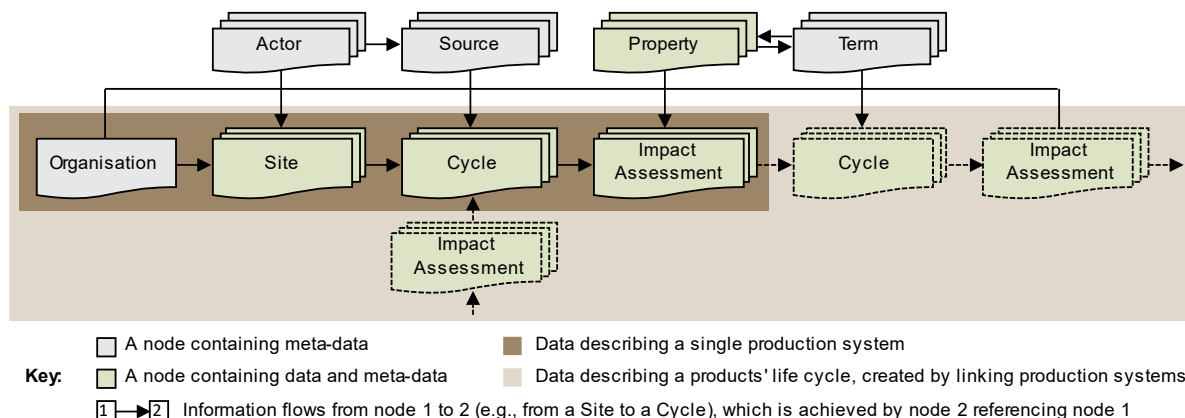 Actor
Source
Property
Term
Organisation
Site
Cycle
Impact
Assessment
Cycle
Impact
Assessment
Impact
Assessment
A node containing meta-data
Data describing a single production system
Key:
A node containing data and meta-data
Data describing a products' life cycle, created by linking production systems
1 2 Information flows from node 1 to 2 (e.g., from a Site to a Cycle), which is achieved by node 2 referencing node 1